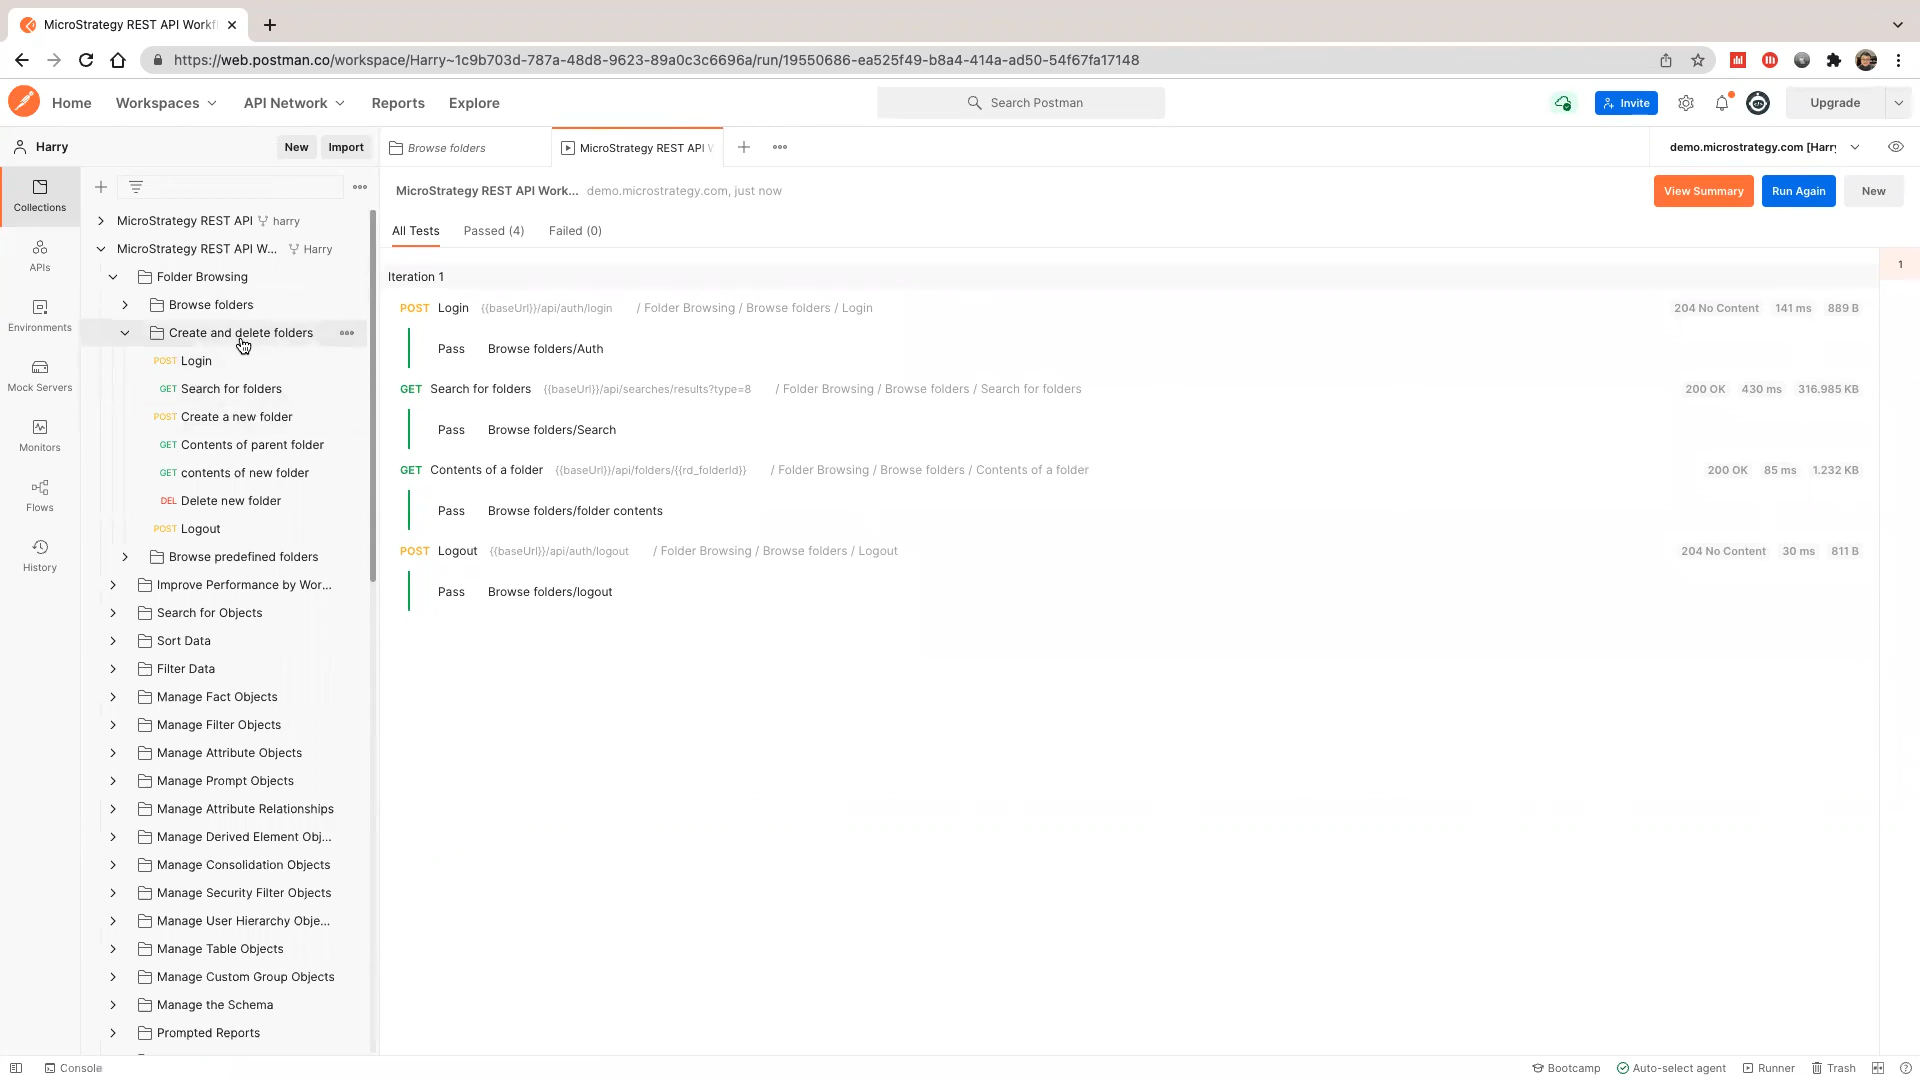 MicroStrategy REST API Workfl
https://web.postman.co/workspace/Harry~1c9b703d-787a-48d8-9623-89a0c3c6696a/run/19550686-ea525f49-b8a4-414a-ad50-54f67fa17148
Home Workspaces API Network Reports Explore Search Postman Invite Upgrade
Harry New Import Browse folders MicroStrategy REST API W demo.microstrategy.com [Harr
MicroStrategy REST API Work... demo.microstrategy.com, just now View Summary Run Again New
All Tests Passed (4) Failed (0)
Collections
APIs
Environments
Mock Servers
Monitors
Flows
History
MicroStrategy REST API harry
MicroStrategy REST API W... Harry
Folder Browsing
Browse folders
Create and delete folders
POST Login
GET Search for folders
POST Create a new folder
GET Contents of parent folder
GET contents of new folder
DEL Delete new folder
POST Logout
Browse predefined folders
Improve Performance by Wor...
Search for Objects
Sort Data
Filter Data
Manage Fact Objects
Manage Filter Objects
Manage Attribute Objects
Manage Prompt Objects
Manage Attribute Relationships
Manage Derived Element Obj...
Manage Consolidation Objects
Manage Security Filter Objects
Manage User Hierarchy Obje...
Manage Table Objects
Manage Custom Group Objects
Manage the Schema
Prompted Reports
Iteration 1
1
POST Login {{baseUrl}}/api/auth/login / Folder Browsing / Browse folders / Login 204 No Content 141 ms 889 B
Pass Browse folders/Auth
GET Search for folders {{baseUrl}}/api/searches/results?type=8 / Folder Browsing / Browse folders / Search for folders 200 OK 430 ms 316.985 KB
Pass Browse folders/Search
GET Contents of a folder {{baseUrl}}/api/folders/{{rd_folderId}} / Folder Browsing / Browse folders / Contents of a folder 200 OK 85 ms 1.232 KB
Pass Browse folders/folder contents
POST Logout {{baseUrl}}/api/auth/logout / Folder Browsing / Browse folders / Logout 204 No Content 30 ms 811 B
Pass Browse folders/logout
Console Bootcamp Auto-select agent Runner Trash